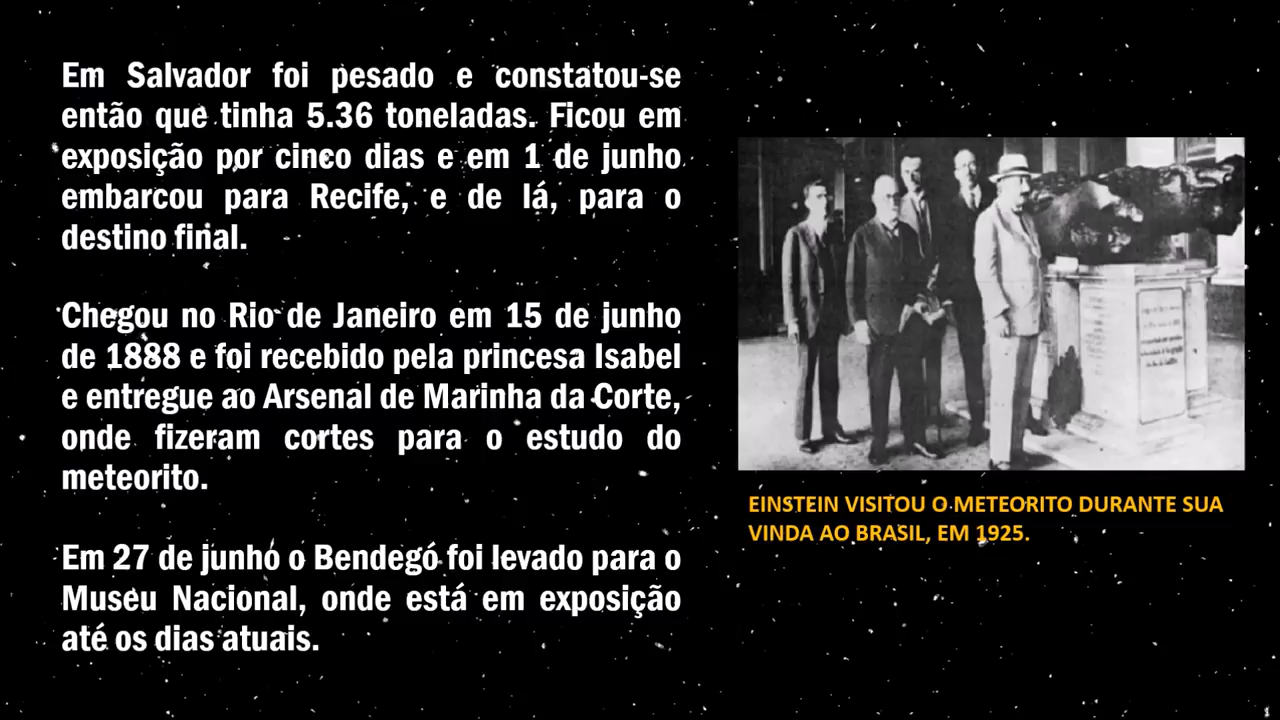 Em Salvador foi pesado e constatou-se
então que tinha 5.36 toneladas. Ficou em
exposição por cinco dias e em 1 de junho
embarcou para Recife, e de lá, para o
destino final.
Chegou no Rio de Janeiro em 15 de junho
de 1888 e foi recebido pela princesa Isabel
e entregue ao Arsenal de Marinha da Corte,
onde fizeram cortes para o estudo do
meteorito.
Em 27 de junho o Bendegó foi levado para o
Museu Nacional, onde está em exposição
até os dias atuais.
EINSTEIN VISITOU O METEORITO DURANTE SUA
VINDA AO BRASIL, EM 1925.